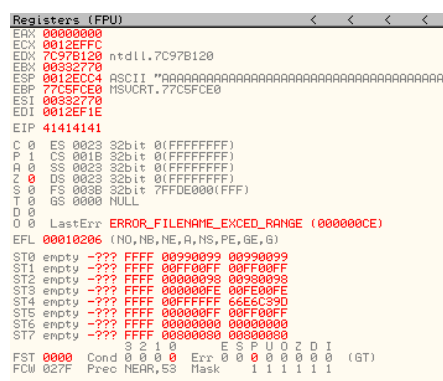 Registers (FPU) < < < <
EAX 00000000
ECX 0012EFFC
EDX 7C97B120 ntdll.7C97B120
EBX 00332770
ESP 0012ECC4 ASCII "AAAAAAAAAAAAAAAAAAAAAAAAAAAAAAAAAAAAAAAAAA
EBP 77C5FCE0 MSVCRT.77C5FCE0
ESI 00332770
EDI 0012EF1E
EIP 41414141
C 0 ES 0023 32bit 0(FFFFFFFF)
P 1 CS 001B 32bit 0(FFFFFFFF)
A 0 SS 0023 32bit 0(FFFFFFFF)
Z 0 DS 0023 32bit 0(FFFFFFFF)
S 0 FS 003B 32bit 7FFDE000(FFF)
T 0 GS 0000 NULL
D 0
O 0 LastErr ERROR_FILENAME_EXCED_RANGE (000000CE)
EFL 00010206 (NO,NB,NE,A,NS,PE,GE,G)
ST0 empty -??? FFFF 00990099 00990099
ST1 empty -??? FFFF 00FF00FF 00FF00FF
ST2 empty -??? FFFF 00000098 00980098
ST3 empty -??? FFFF 000000FE 00FE00FE
ST4 empty -??? FFFF 00FFFFFF 66E6C39D
ST5 empty -??? FFFF 000000FF 00FF00FF
ST6 empty -??? FFFF 00000000 00000000
ST7 empty -??? FFFF 00800080 00800080
3 2 1 0 E S P U O Z D I
FST 0000 Cond 0 0 0 0 Err 0 0 0 0 0 0 0 0 (GT)
FCW 027F Prec NEAR,53 Mask 1 1 1 1 1 1